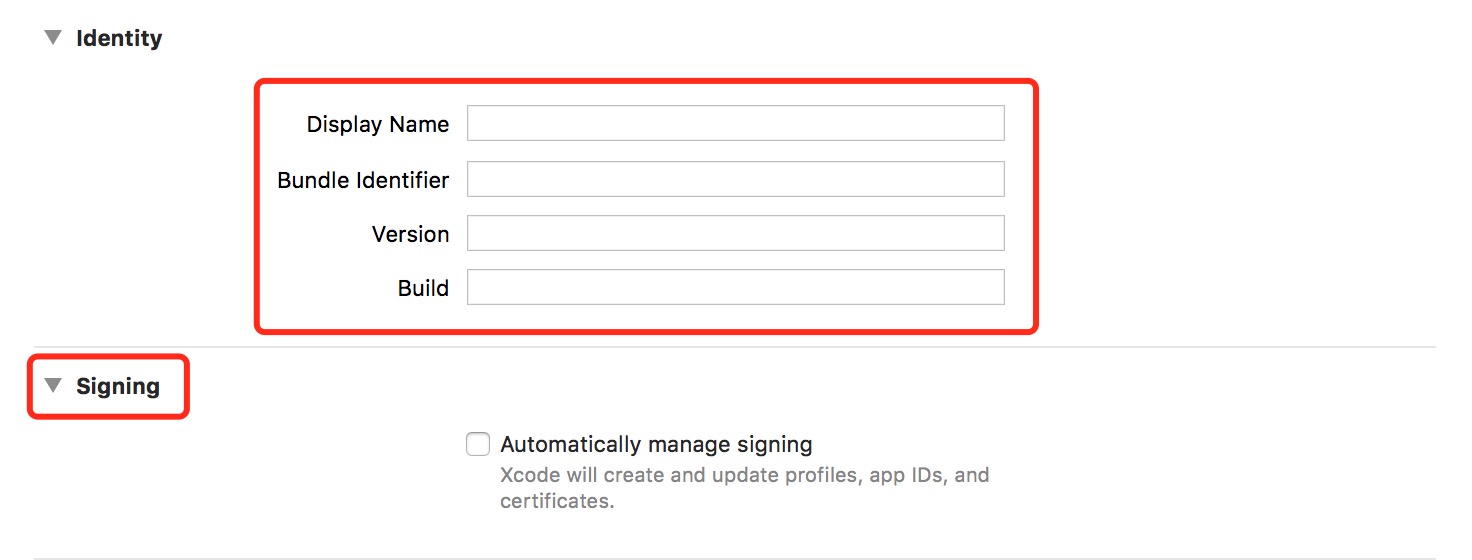 Identity
Display Name
Bundle Identifier
Version
Build
Signing
Automatically manage signing
Xcode will create and update profiles, app IDs, and
certificates.